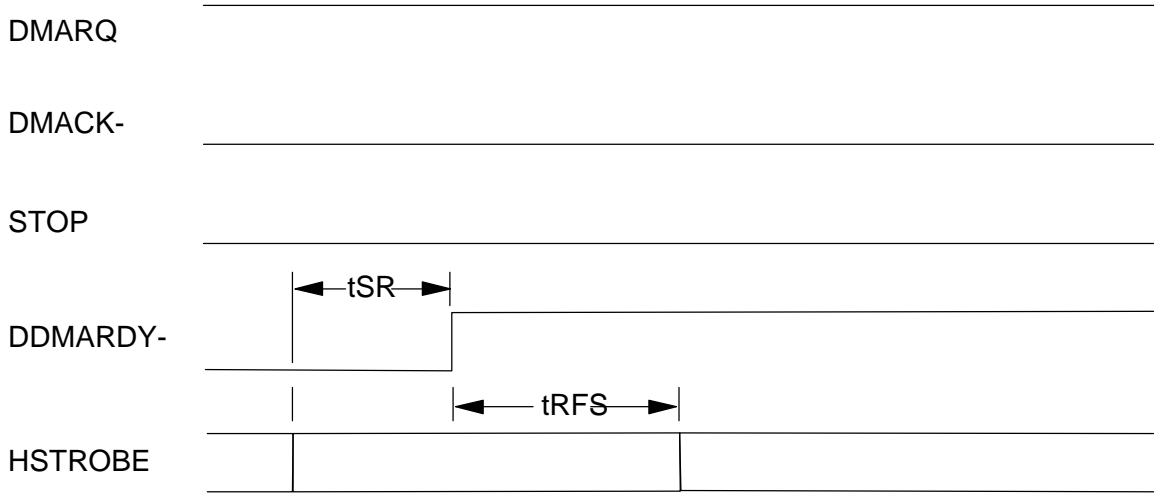 DMARQ
DMACK-
STOP
tSR
DDMARDY-
tRFS
HSTROBE